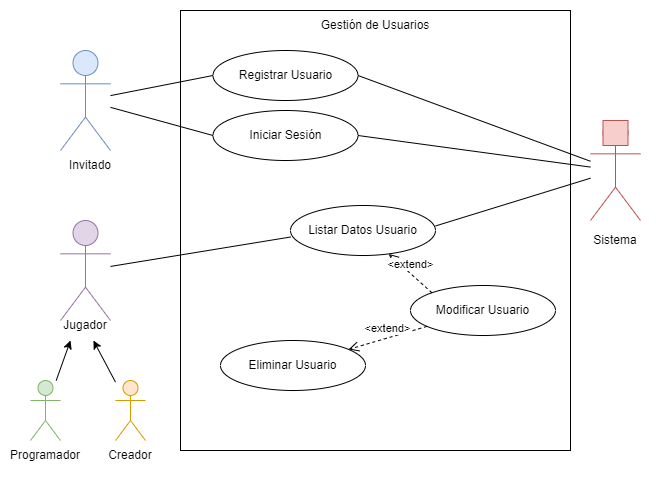 Gestión de Usuarios
Registrar Usuario
Iniciar Sesión
Invitado
Listar Datos Usuario
Sistema
<extend>
Modificar Usuario
Jugador
<extend>
Eliminar Usuario
Programador
Creador